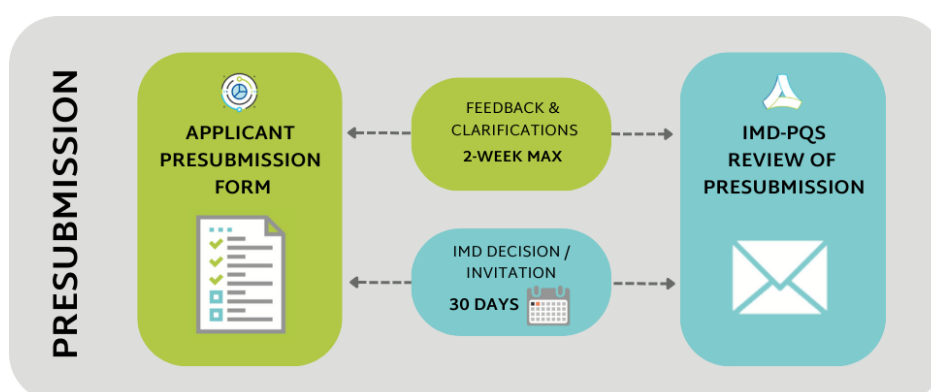 PRESUBMISSION
APPLICANT
PRESUBMISSION
FORM
FEEDBACK &
CLARIFICATIONS
2-WEEK MAX
IMD DECISION /
INVITATION
30 DAYS
IMD-PQS
REVIEW OF
PRESUBMISSION